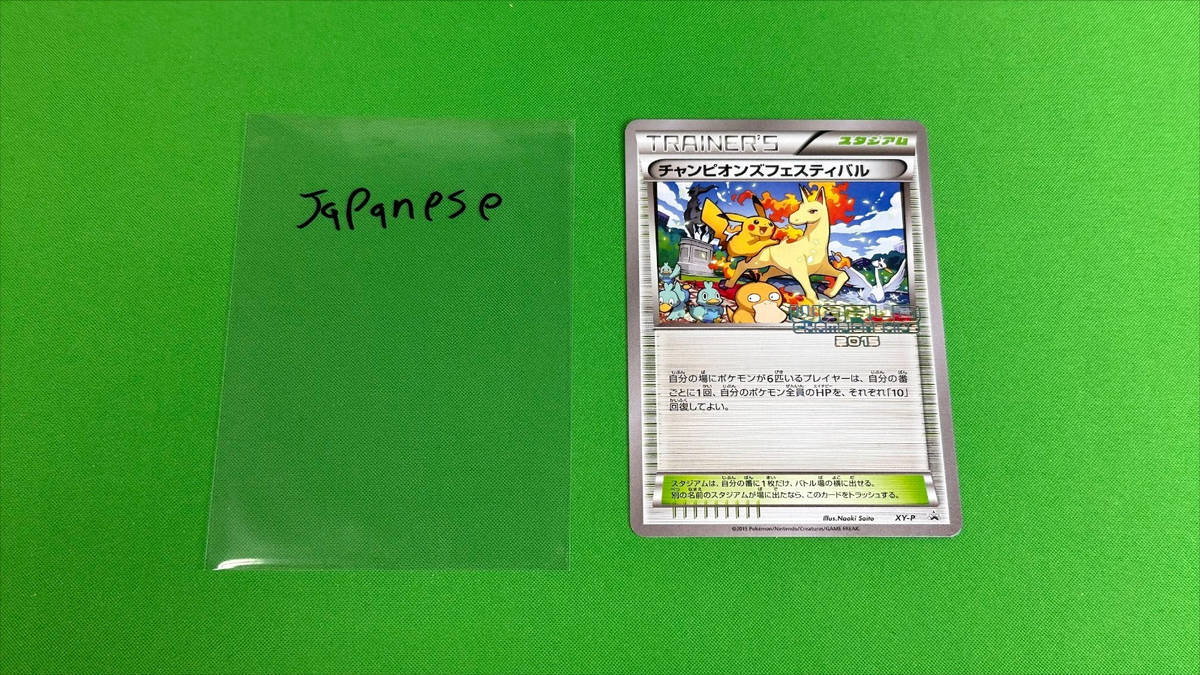 Japanese
TRAINER'S
スタジアム
チャンピオンズフェスティバル
WORLD
CHAMPIONSHIPS
2015
自分の場にポケモンが6匹いるプレイヤーは、自分の番
ごとに1回、自分のポケモン全員のHPを、それぞれ「10」
回復してよい。
スタジアムは、自分の番に1枚だけ、バトル場の横に出せる。
別の名前のスタジアムが場に出たなら、このカードをトラッシュする。
Illus.Naoki Saito
XY-P
©2015 Pokémon/Nintendo/Creatures/GAME FREAK.